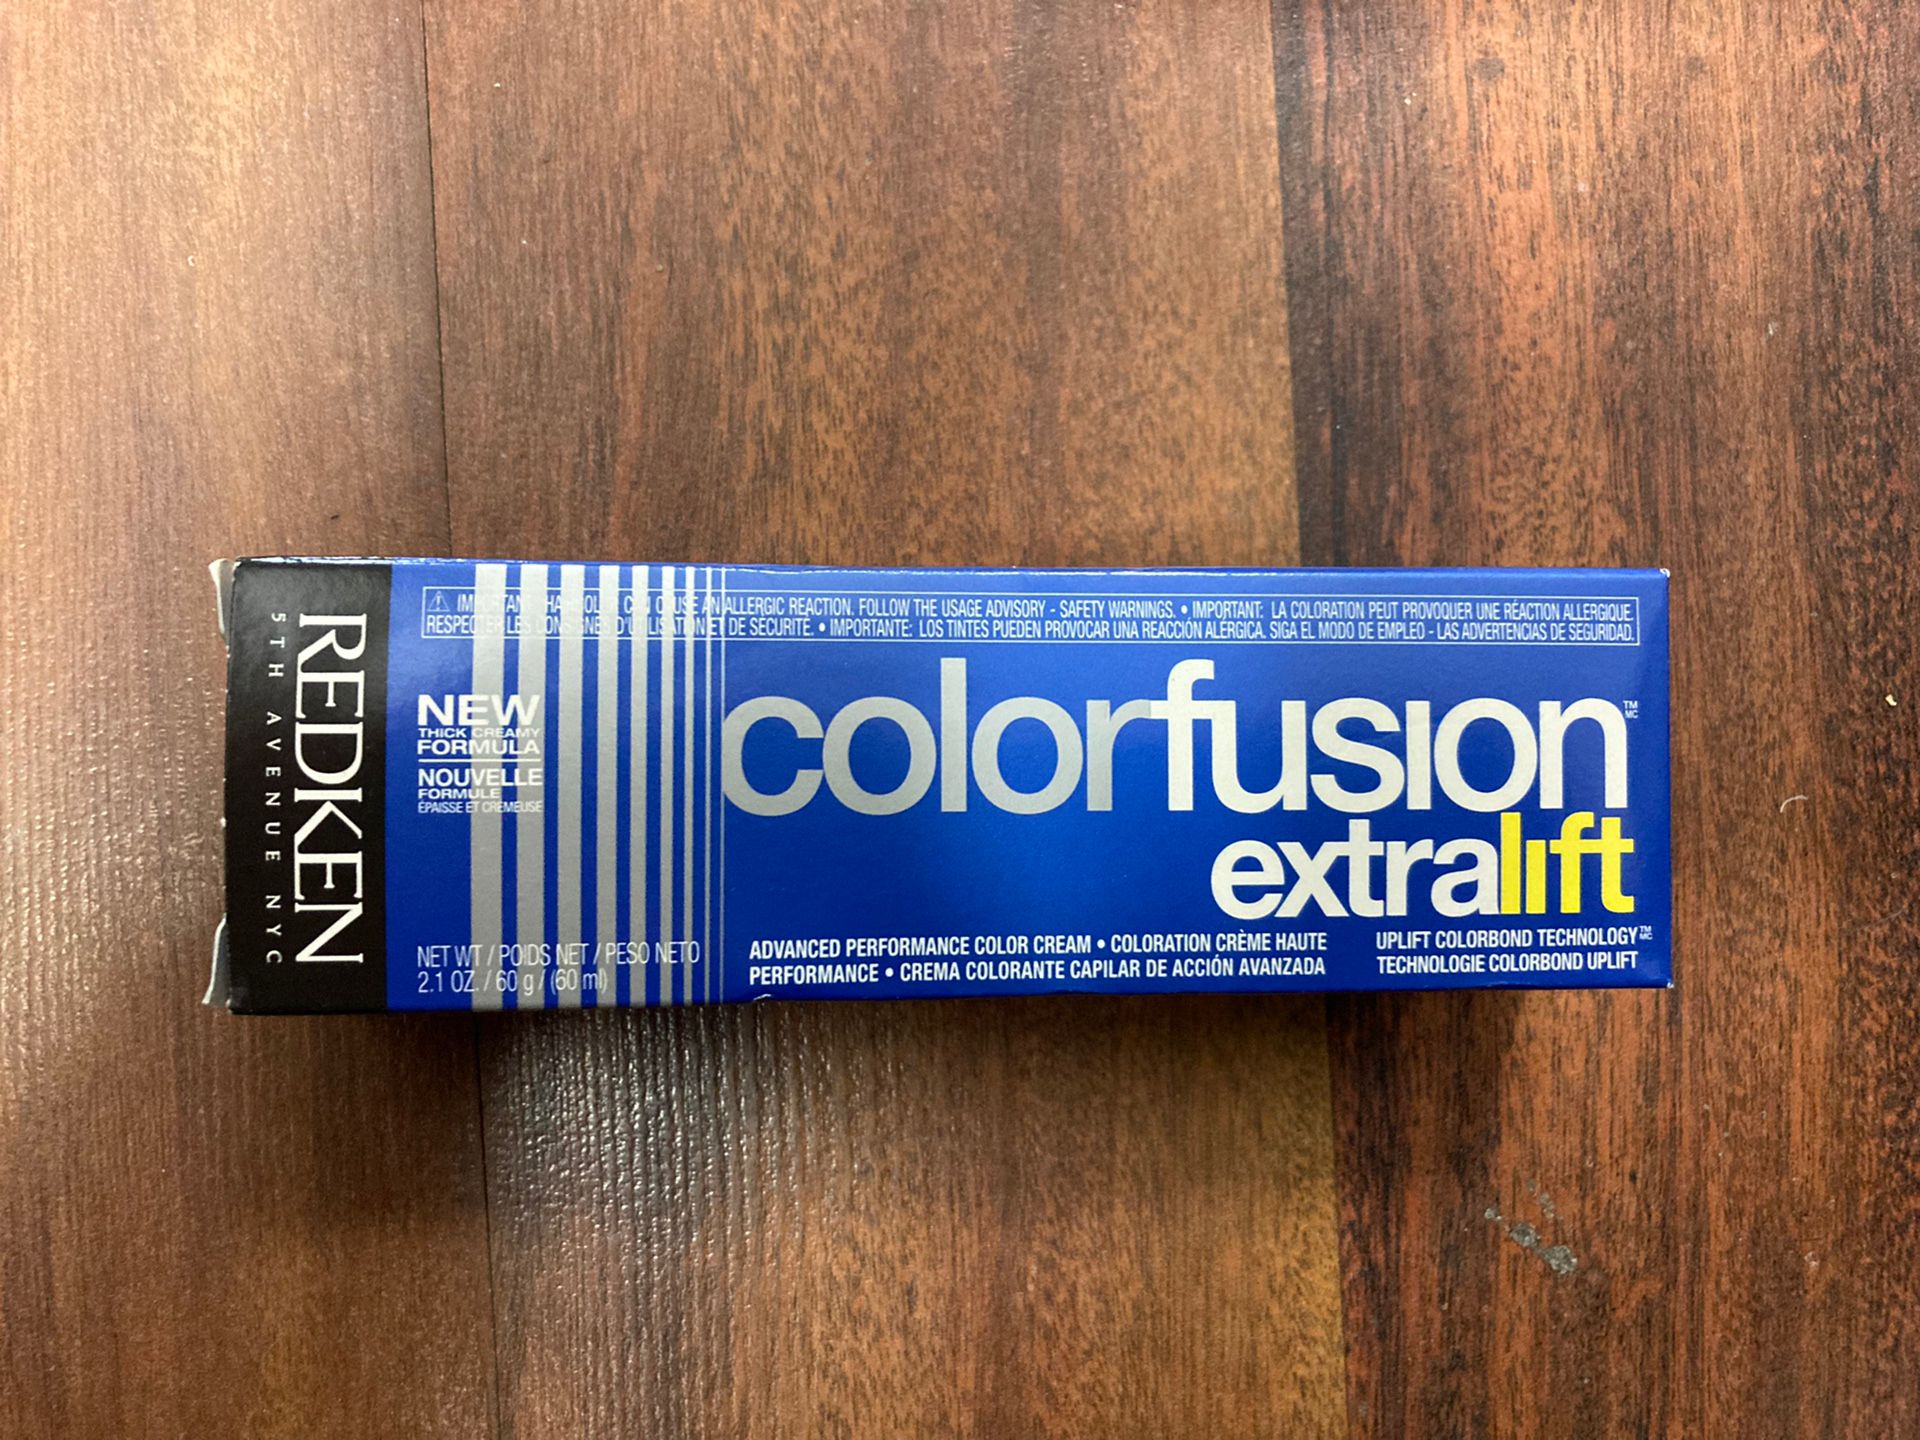 REDKEN
5TH AVENUE NYC
⚠ IMPORTANT: HAIRCOLOR CAN CAUSE AN ALLERGIC REACTION. FOLLOW THE USAGE ADVISORY - SAFETY WARNINGS. • IMPORTANT: LA COLORATION PEUT PROVOQUER UNE RÉACTION ALLERGIQUE.
RESPECTER LES CONSIGNES D'UTILISATION ET DE SÉCURITÉ. • IMPORTANTE: LOS TINTES PUEDEN PROVOCAR UNA REACCIÓN ALÉRGICA. SIGA EL MODO DE EMPLEO - LAS ADVERTENCIAS DE SEGURIDAD.
NEW
THICK CREAMY
FORMULA
NOUVELLE
FORMULE
ÉPAISSE ET CRÉMEUSE
colorfusion™ MC
extralift
NET WT / POIDS NET / PESO NETO
2.1 OZ. / 60 g / (60 ml)
ADVANCED PERFORMANCE COLOR CREAM • COLORATION CRÈME HAUTE
PERFORMANCE • CREMA COLORANTE CAPILAR DE ACCIÓN AVANZADA
UPLIFT COLORBOND TECHNOLOGY™ MC
TECHNOLOGIE COLORBOND UPLIFT